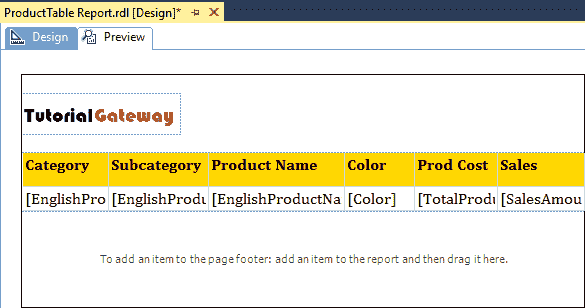 ProductTable Report.rdl [Design]*
Design Preview
TutorialGateway
Category Subcategory Product Name Color Prod Cost Sales
[EnglishPro [EnglishProdu [EnglishProductNa [Color] [TotalProdu [SalesAmou
To add an item to the page footer: add an item to the report and then drag it here.